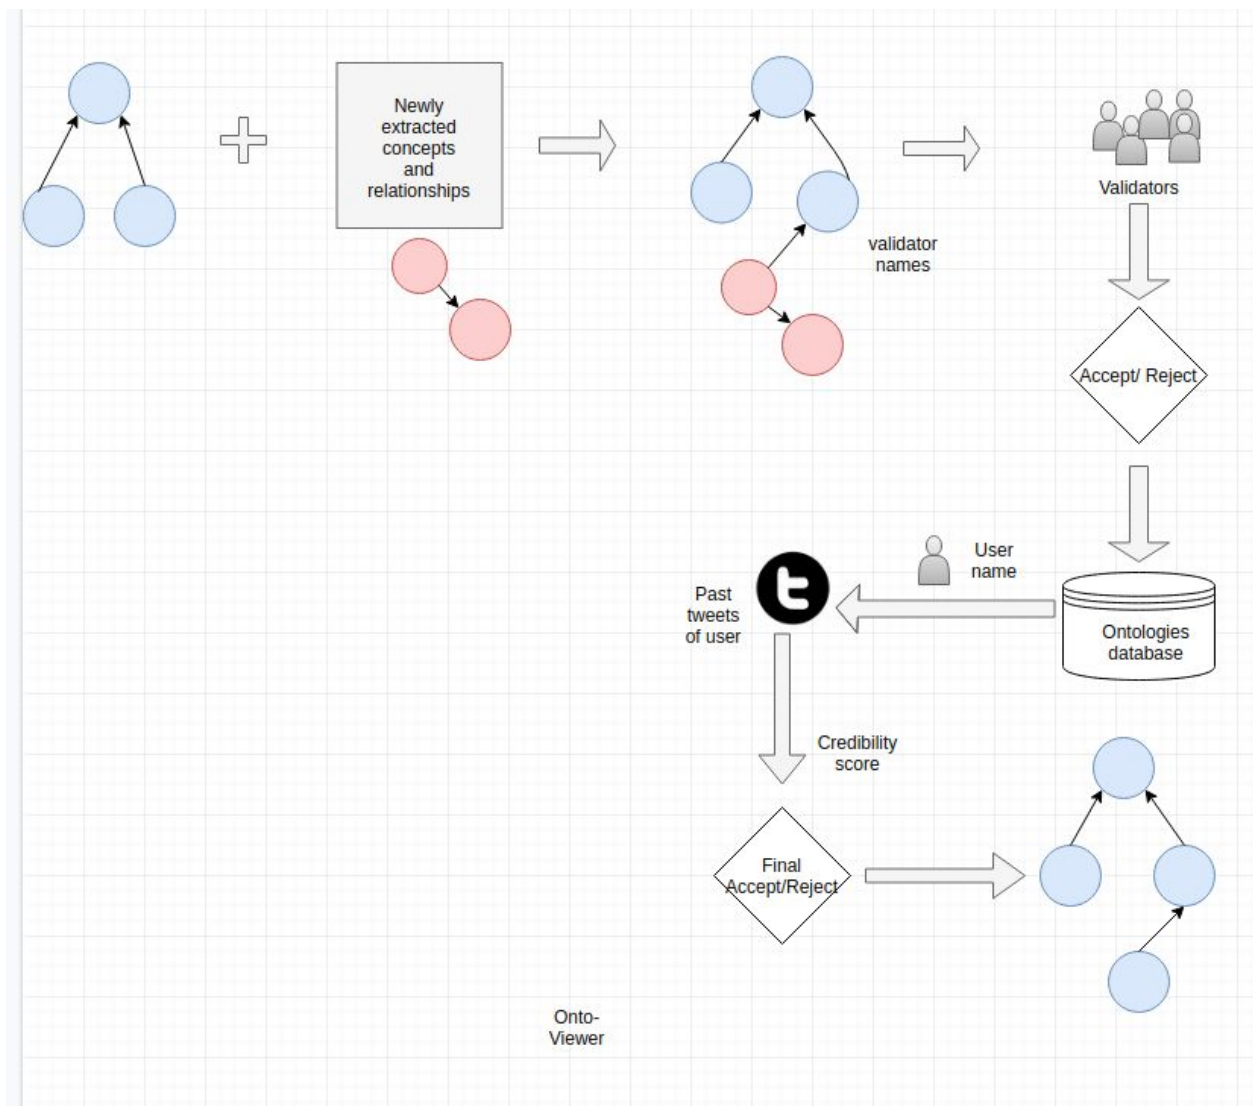 Newly
extracted
concepts
and
relationships
validator
names
Validators
Accept/ Reject
User
name
Past
tweets
of user
Ontologies
database
Credibility
score
Final
Accept/Reject
Onto-
Viewer